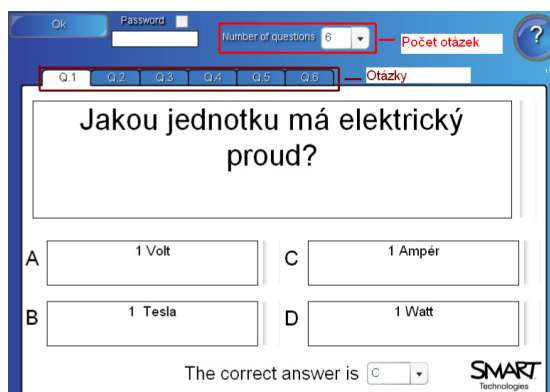 Ok
Password
Number of questions 6
Počet otázek
?
Q.1 Q.2 Q.3 Q.4 Q.5 Q.6
Otázky
Jakou jednotku má elektrický
proud?
A 1 Volt
C 1 Ampér
B 1 Tesla
D 1 Watt
The correct answer is C
SMART
Technologies